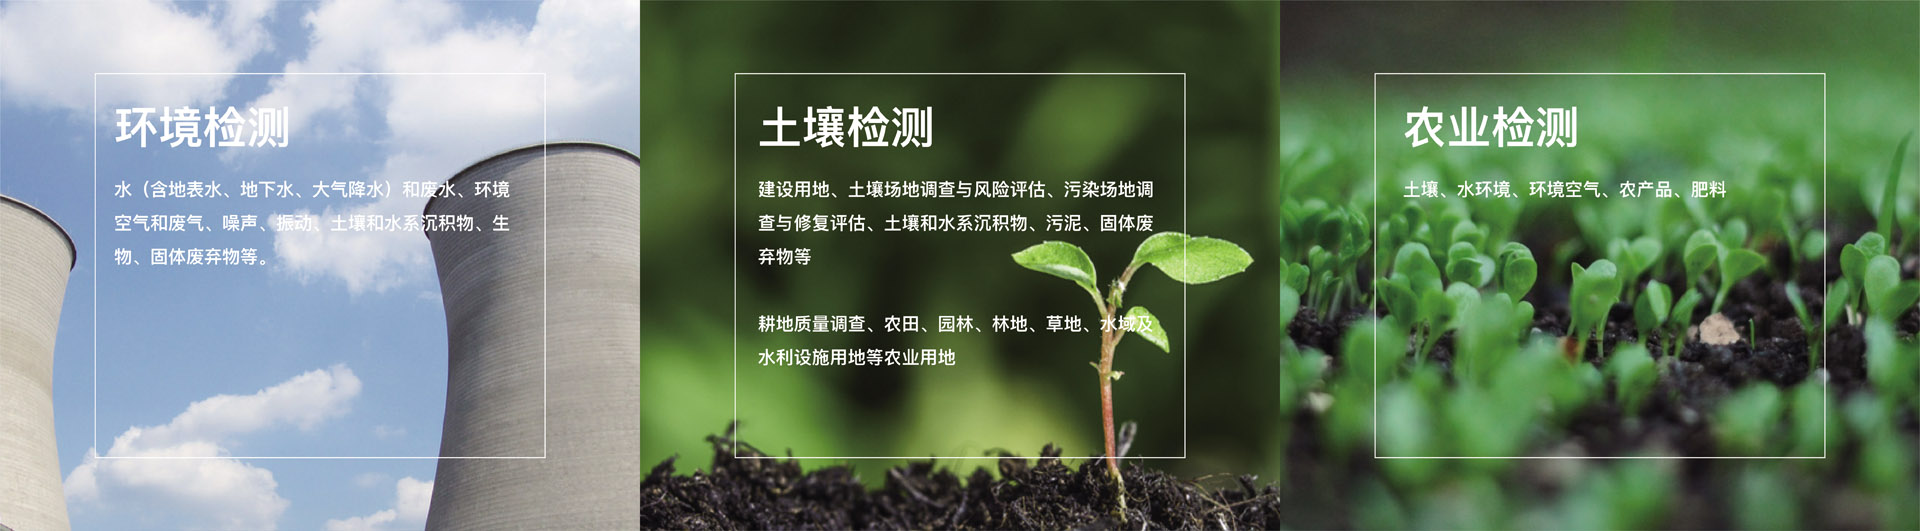 环境检测
水（含地表水、地下水、大气降水）和废水、环境
空气和废气、噪声、振动、土壤和水系沉积物、生
物、固体废弃物等。
土壤检测
建设用地、土壤场地调查与风险评估、污染场地调
查与修复评估、土壤和水系沉积物、污泥、固体废
弃物等
耕地质量调查、农田、园林、林地、草地、水域及
水利设施用地等农业用地
农业检测
土壤、水环境、环境空气、农产品、肥料